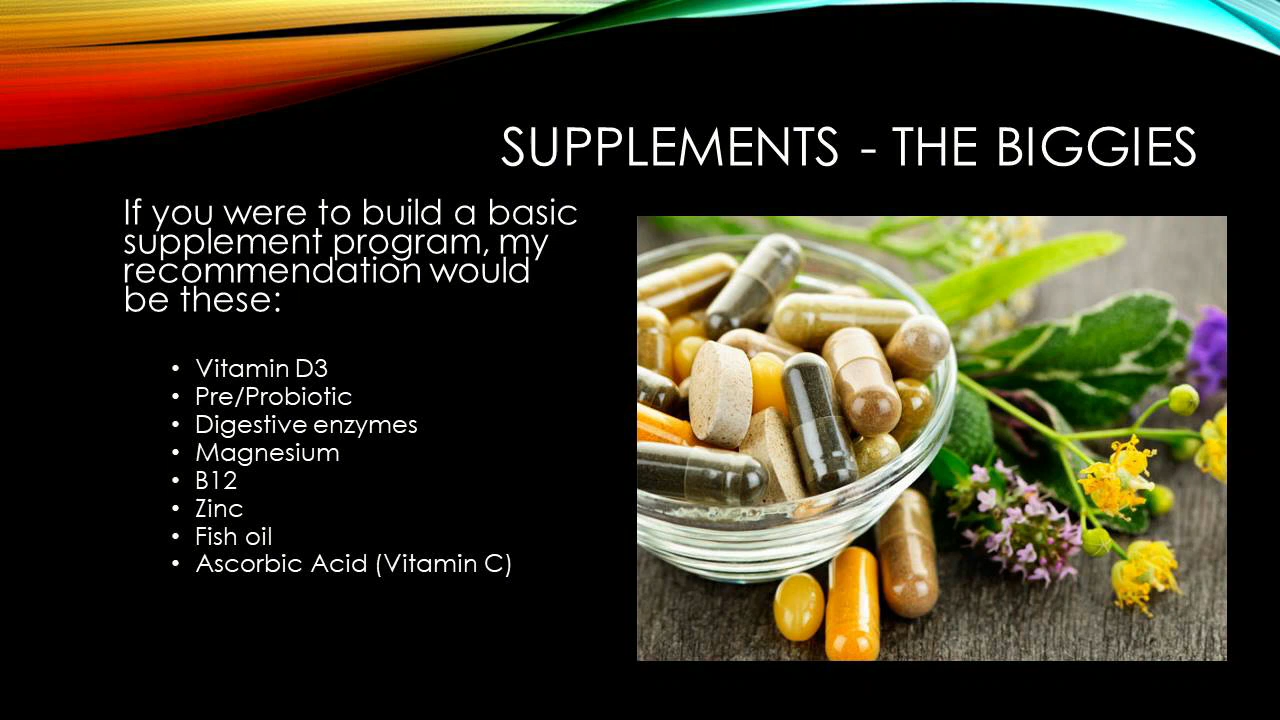 SUPPLEMENTS - THE BIGGIES
If you were to build a basic
supplement program, my
recommendation would
be these:
• Vitamin D3
• Pre/Probiotic
• Digestive enzymes
• Magnesium
• B12
• Zinc
• Fish oil
• Ascorbic Acid (Vitamin C)